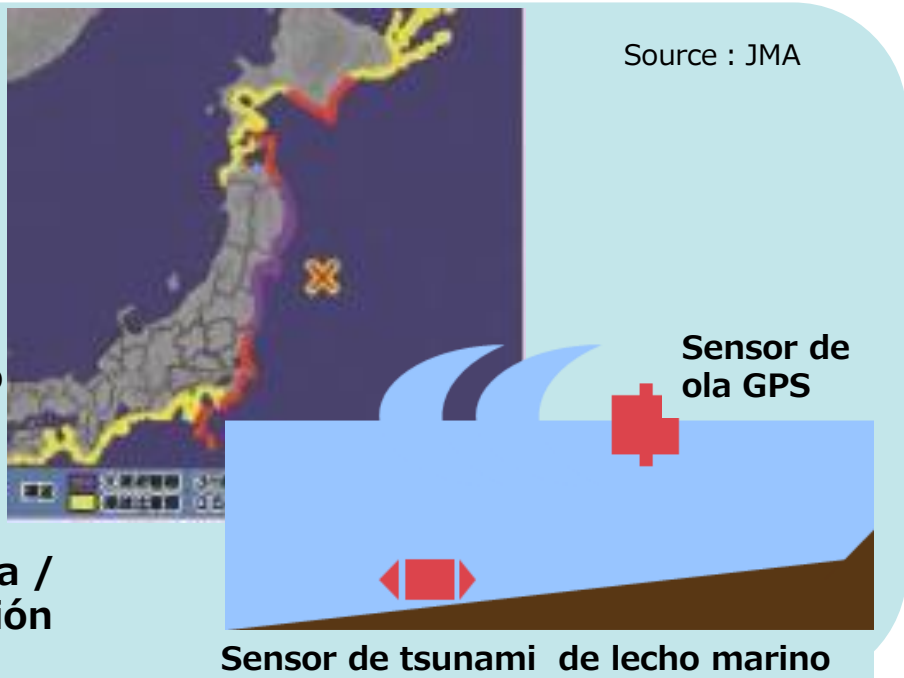 Source : JMA
Sensor de
ola GPS
a /
ión
Sensor de tsunami de lecho marino